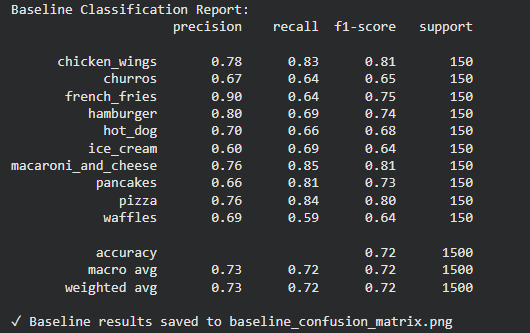 Baseline Classification Report:
precision recall f1-score support
chicken_wings 0.78 0.83 0.81 150
churros 0.67 0.64 0.65 150
french_fries 0.90 0.64 0.75 150
hamburger 0.80 0.69 0.74 150
hot_dog 0.70 0.66 0.68 150
ice_cream 0.60 0.69 0.64 150
macaroni_and_cheese 0.76 0.85 0.81 150
pancakes 0.66 0.81 0.73 150
pizza 0.76 0.84 0.80 150
waffles 0.69 0.59 0.64 150
accuracy 0.72 1500
macro avg 0.73 0.72 0.72 1500
weighted avg 0.73 0.72 0.72 1500
✓ Baseline results saved to baseline_confusion_matrix.png